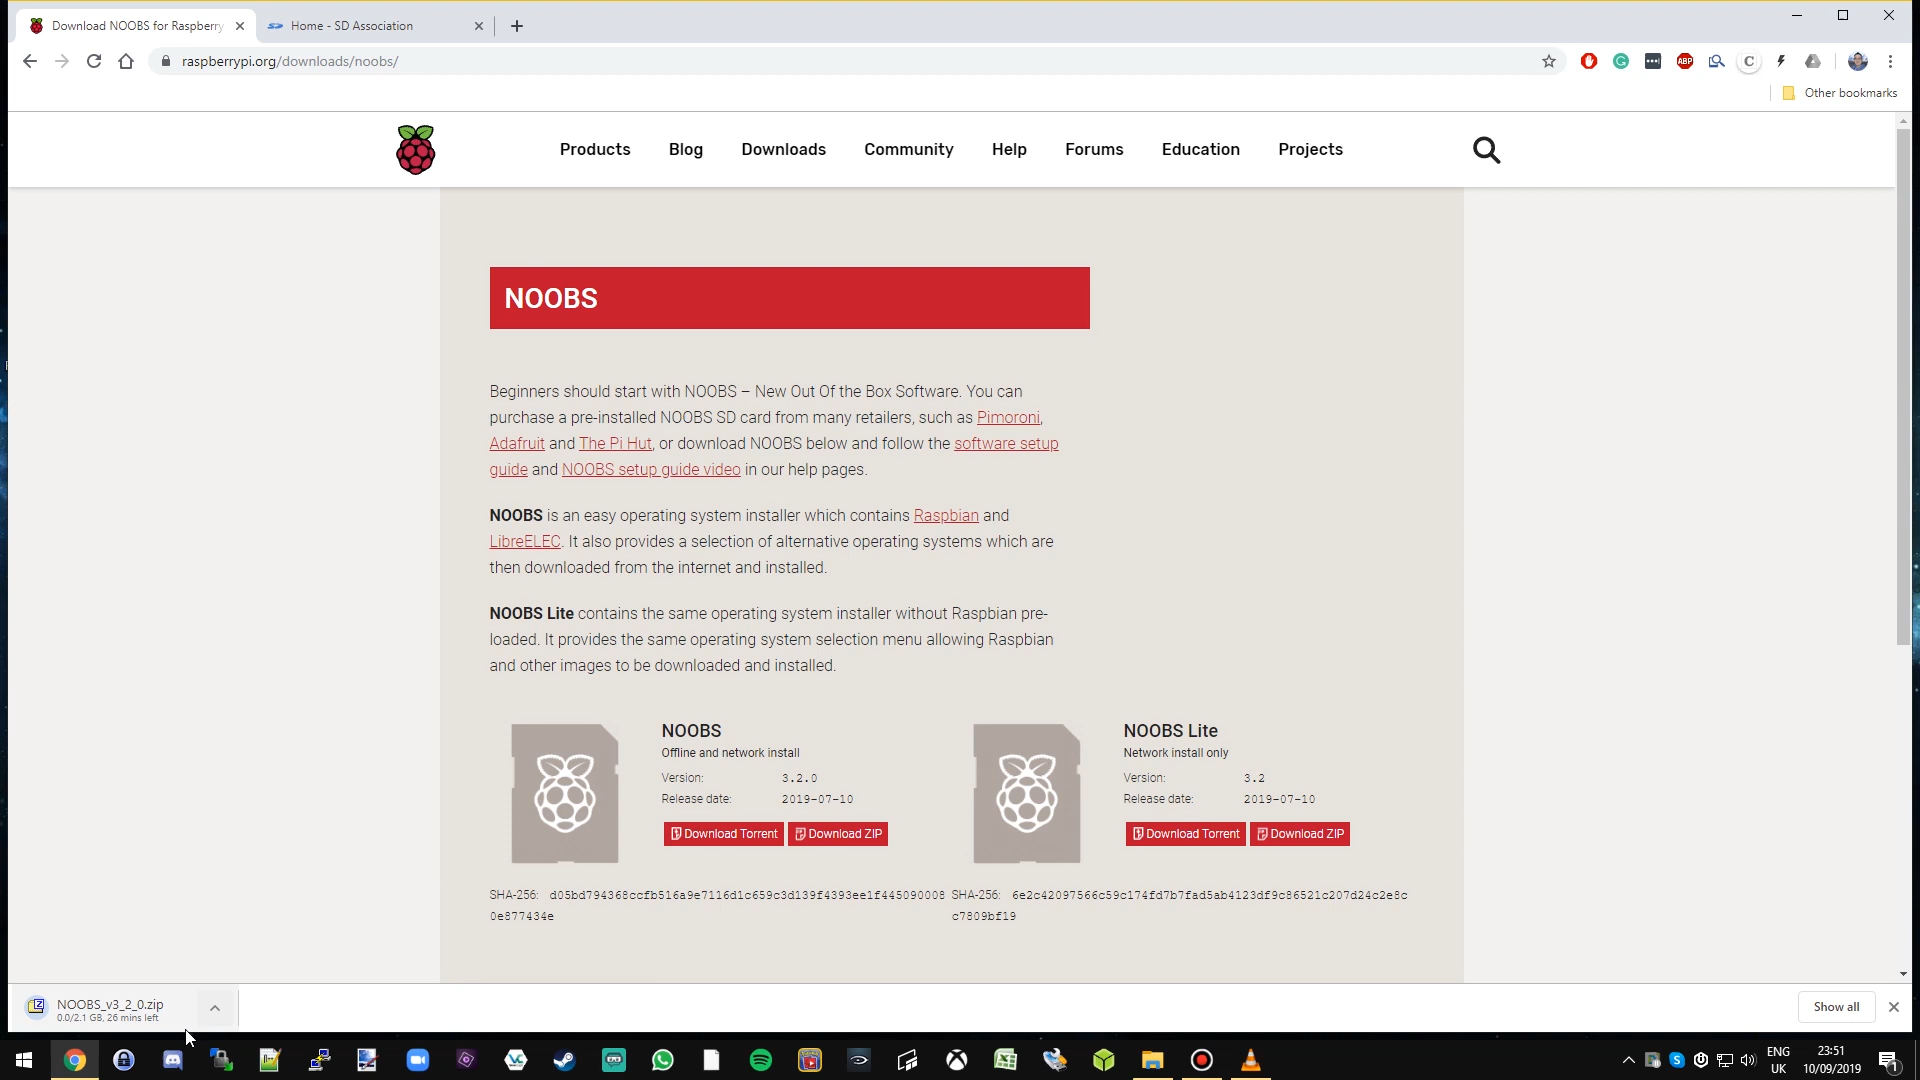 Download NOOBS for Raspberry
Home - SD Association
raspberrypi.org/downloads/noobs/
ABP
C
Other bookmarks
Products Blog Downloads Community Help Forums Education Projects
NOOBS
Beginners should start with NOOBS – New Out Of the Box Software. You can
purchase a pre-installed NOOBS SD card from many retailers, such as Pimoroni,
Adafruit and The Pi Hut, or download NOOBS below and follow the software setup
guide and NOOBS setup guide video in our help pages.
NOOBS is an easy operating system installer which contains Raspbian and
LibreELEC. It also provides a selection of alternative operating systems which are
then downloaded from the internet and installed.
NOOBS Lite contains the same operating system installer without Raspbian pre-
loaded. It provides the same operating system selection menu allowing Raspbian
and other images to be downloaded and installed.
NOOBS
Offline and network install
Version: 3.2.0
Release date: 2019-07-10
Download Torrent Download ZIP
SHA-256: d05bd794368ccfb516a9e7116d1c659c3d139f4393ee1f445090008
0e877434e
NOOBS Lite
Network install only
Version: 3.2
Release date: 2019-07-10
Download Torrent Download ZIP
SHA-256: 6e2c42097566c59c174fd7b7fad5ab4123df9c86521c207d24c2e8c
c7809bf19
NOOBS_v3_2_0.zip
0.0/2.1 GB, 26 mins left
Show all
ENG
UK
23:51
10/09/2019
1